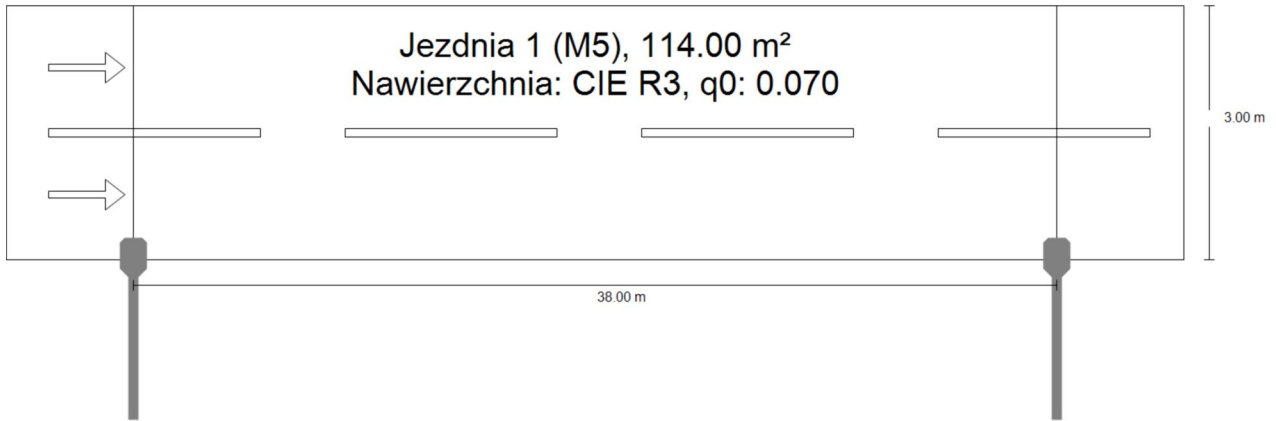 Jezdnia 1 (M5), 114.00 m²
Nawierzchnia: CIE R3, q0: 0.070
3.00 m
38.00 m